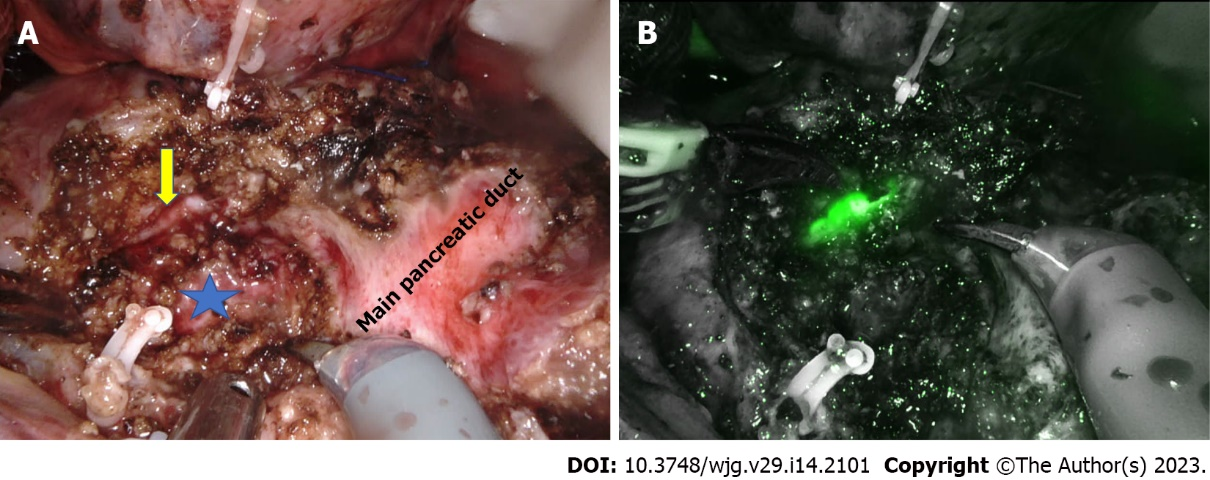 A
B
Main pancreatic duct
DOI: 10.3748/wjg.v29.i14.2101 Copyright ©The Author(s) 2023.